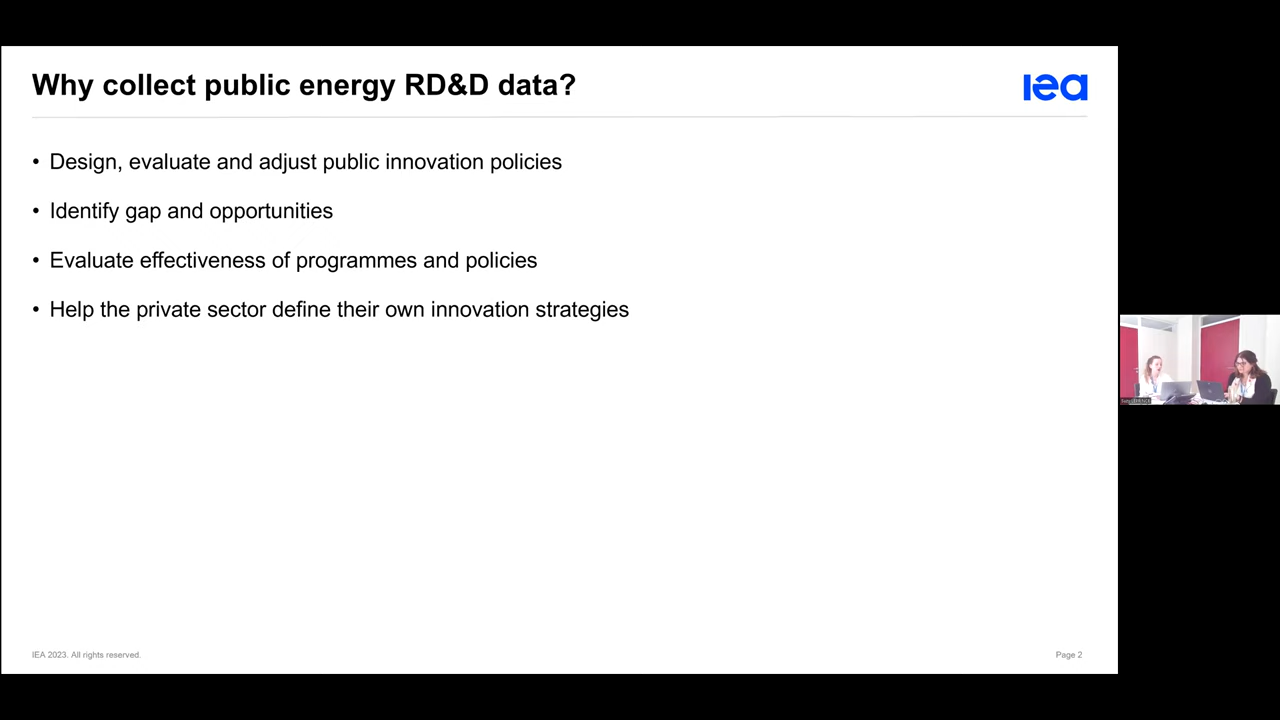 Why collect public energy RD&D data?
iea
• Design, evaluate and adjust public innovation policies
• Identify gap and opportunities
• Evaluate effectiveness of programmes and policies
• Help the private sector define their own innovation strategies
IEA 2023. All rights reserved.
Page 2